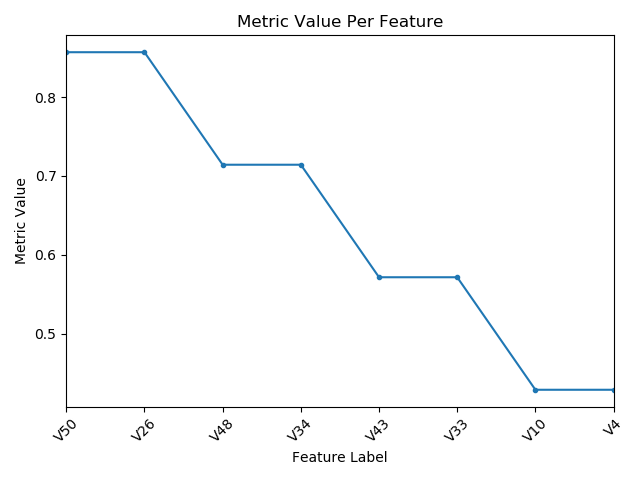 Metric Value Per Feature
Metric Value
0.8
0.7
0.6
0.5
V50 V26 V48 V34 V43 V33 V10 V4
Feature Label